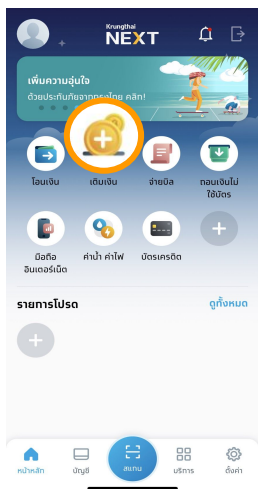 Krungthai
NEXT
เพิ่มความอุ่นใจ
ด้วยประกันภัยจากกรุงไทย คลิก!
โอนเงิน
เติมเงิน
จ่ายบิล
ถอนเงินไม่
ใช้บัตร
มือถือ
อินเตอร์เน็ต
ค่าน้ำ ค่าไฟ
บัตรเครดิต
รายการโปรด
ดูทั้งหมด
หน้าหลัก
บัญชี
สแกน
บริการ
ตั้งค่า